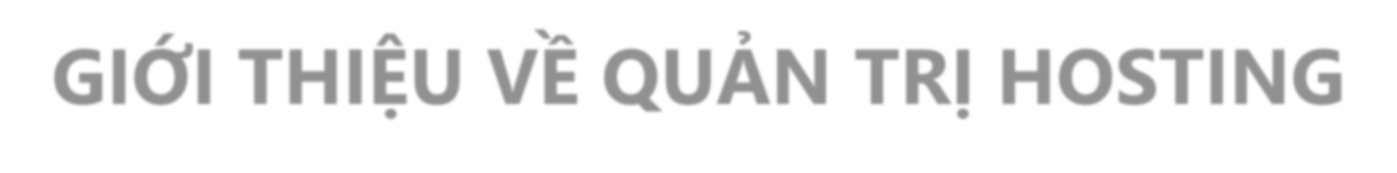 GIỚI THIỆU VỀ QUẢN TRỊ HOSTING